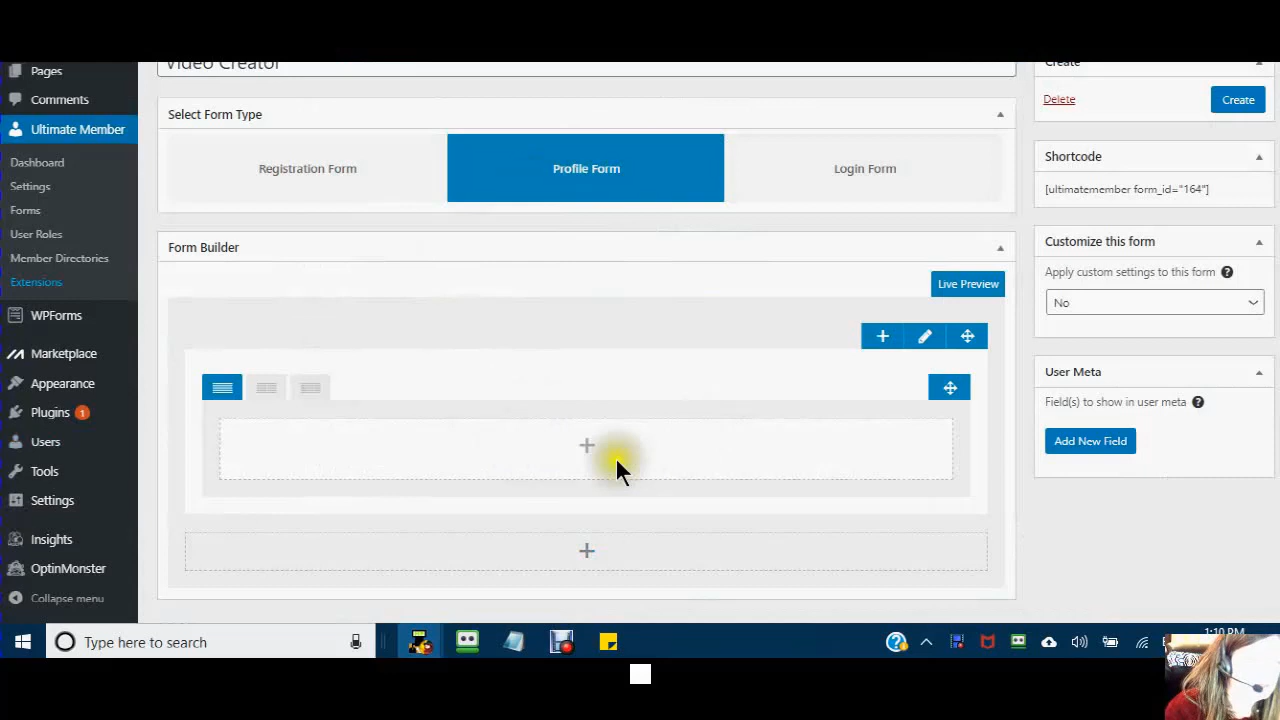 Pages
Comments
Ultimate Member
Dashboard
Settings
Forms
User Roles
Member Directories
Extensions
WPForms
Marketplace
Appearance
Plugins 1
Users
Tools
Settings
Insights
OptinMonster
Collapse menu
Video Creator
Select Form Type
Registration Form
Profile Form
Login Form
Form Builder
Live Preview
Create
Delete
Create
Shortcode
[ultimatemember form_id="164"]
Customize this form
Apply custom settings to this form ?
No
User Meta
Field(s) to show in user meta ?
Add New Field
Type here to search
1:10 PM